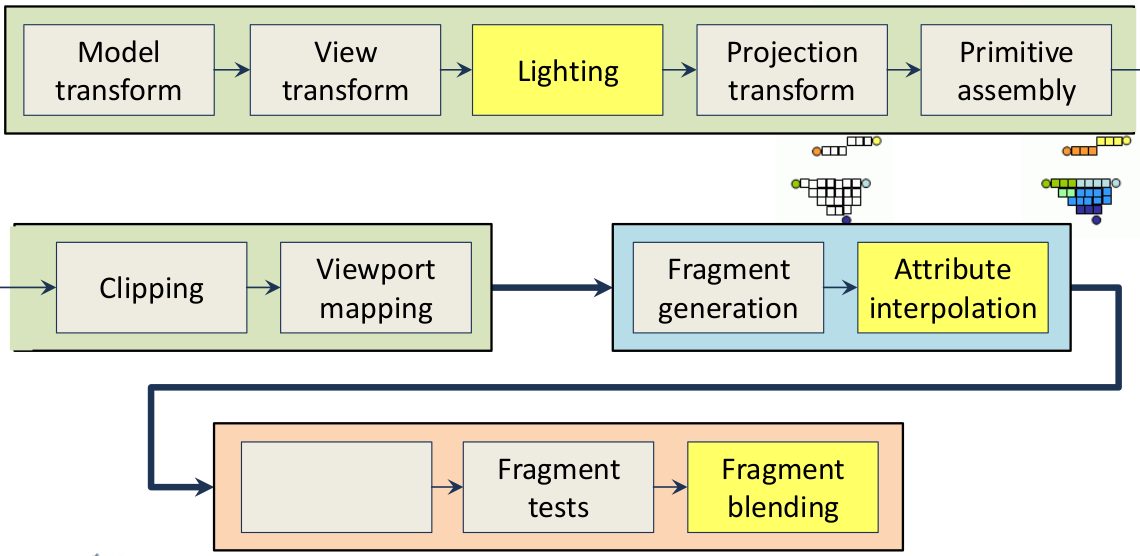 Model
transform
View
transform
Lighting
Projection
transform
Primitive
assembly
Clipping
Viewport
mapping
Fragment
generation
Attribute
interpolation
Fragment
tests
Fragment
blending